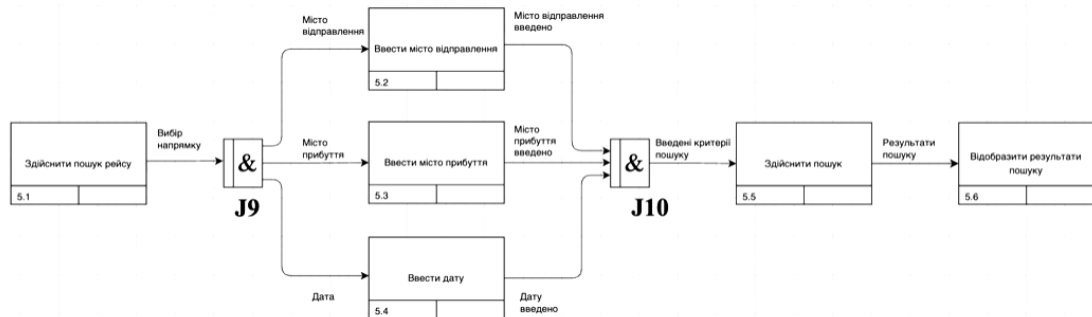 Місто
відправлення
Ввести місто відправлення
5.2
Місто відправлення
введено
Здійснити пошук рейсу
5.1
Вибір
напрямку
&
J9
Місто
прибуття
Ввести місто прибуття
5.3
Місто
прибуття
введено
&
J10
Введені критерії
пошуку
Здійснити пошук
5.5
Результати
пошуку
Відобразити результати
пошуку
5.6
Дата
Ввести дату
5.4
Дату
введено